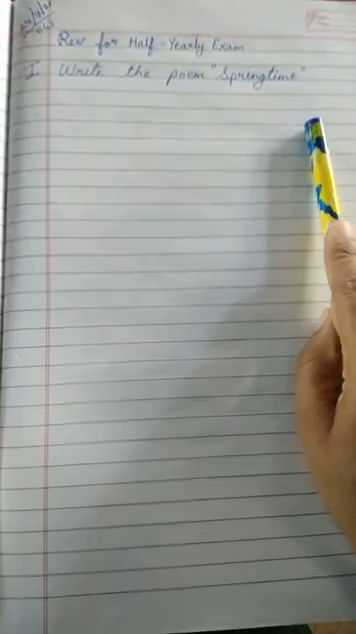 Rev for Half-Yearly Exam
I. Write the poem "Springtime"